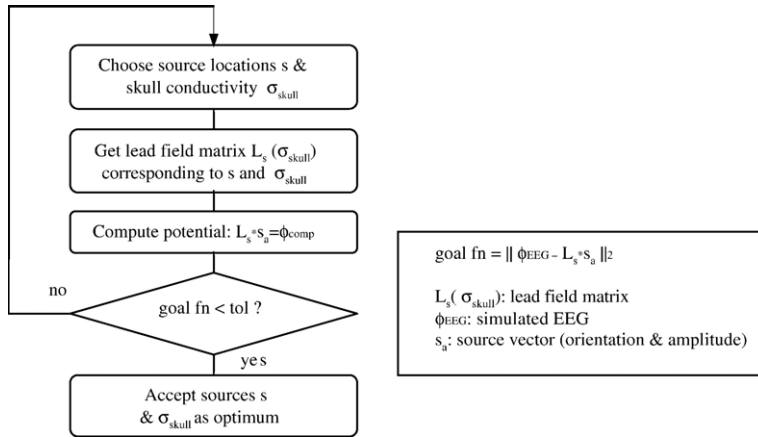 Choose source locations s &
skull conductivity σskull
Get lead field matrix Ls (σskull)
corresponding to s and σskull
Compute potential: Ls*sa=ϕcomp
no
goal fn < tol ?
yes
Accept sources s
& σskull as optimum
goal fn = || ϕEEG – Ls*sa ||2
Ls( σskull): lead field matrix
ϕEEG: simulated EEG
sa: source vector (orientation & amplitude)